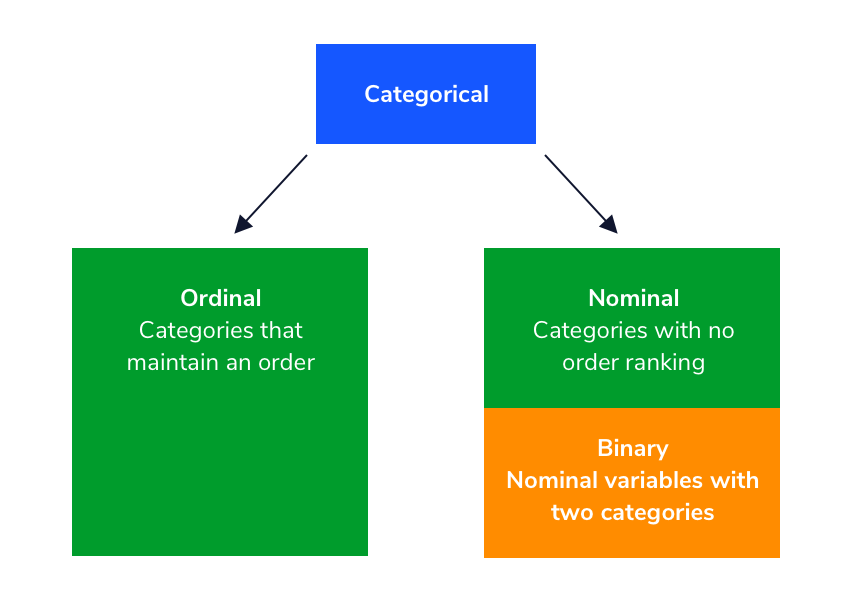 Categorical
Ordinal
Categories that
maintain an order
Nominal
Categories with no
order ranking
Binary
Nominal variables with
two categories